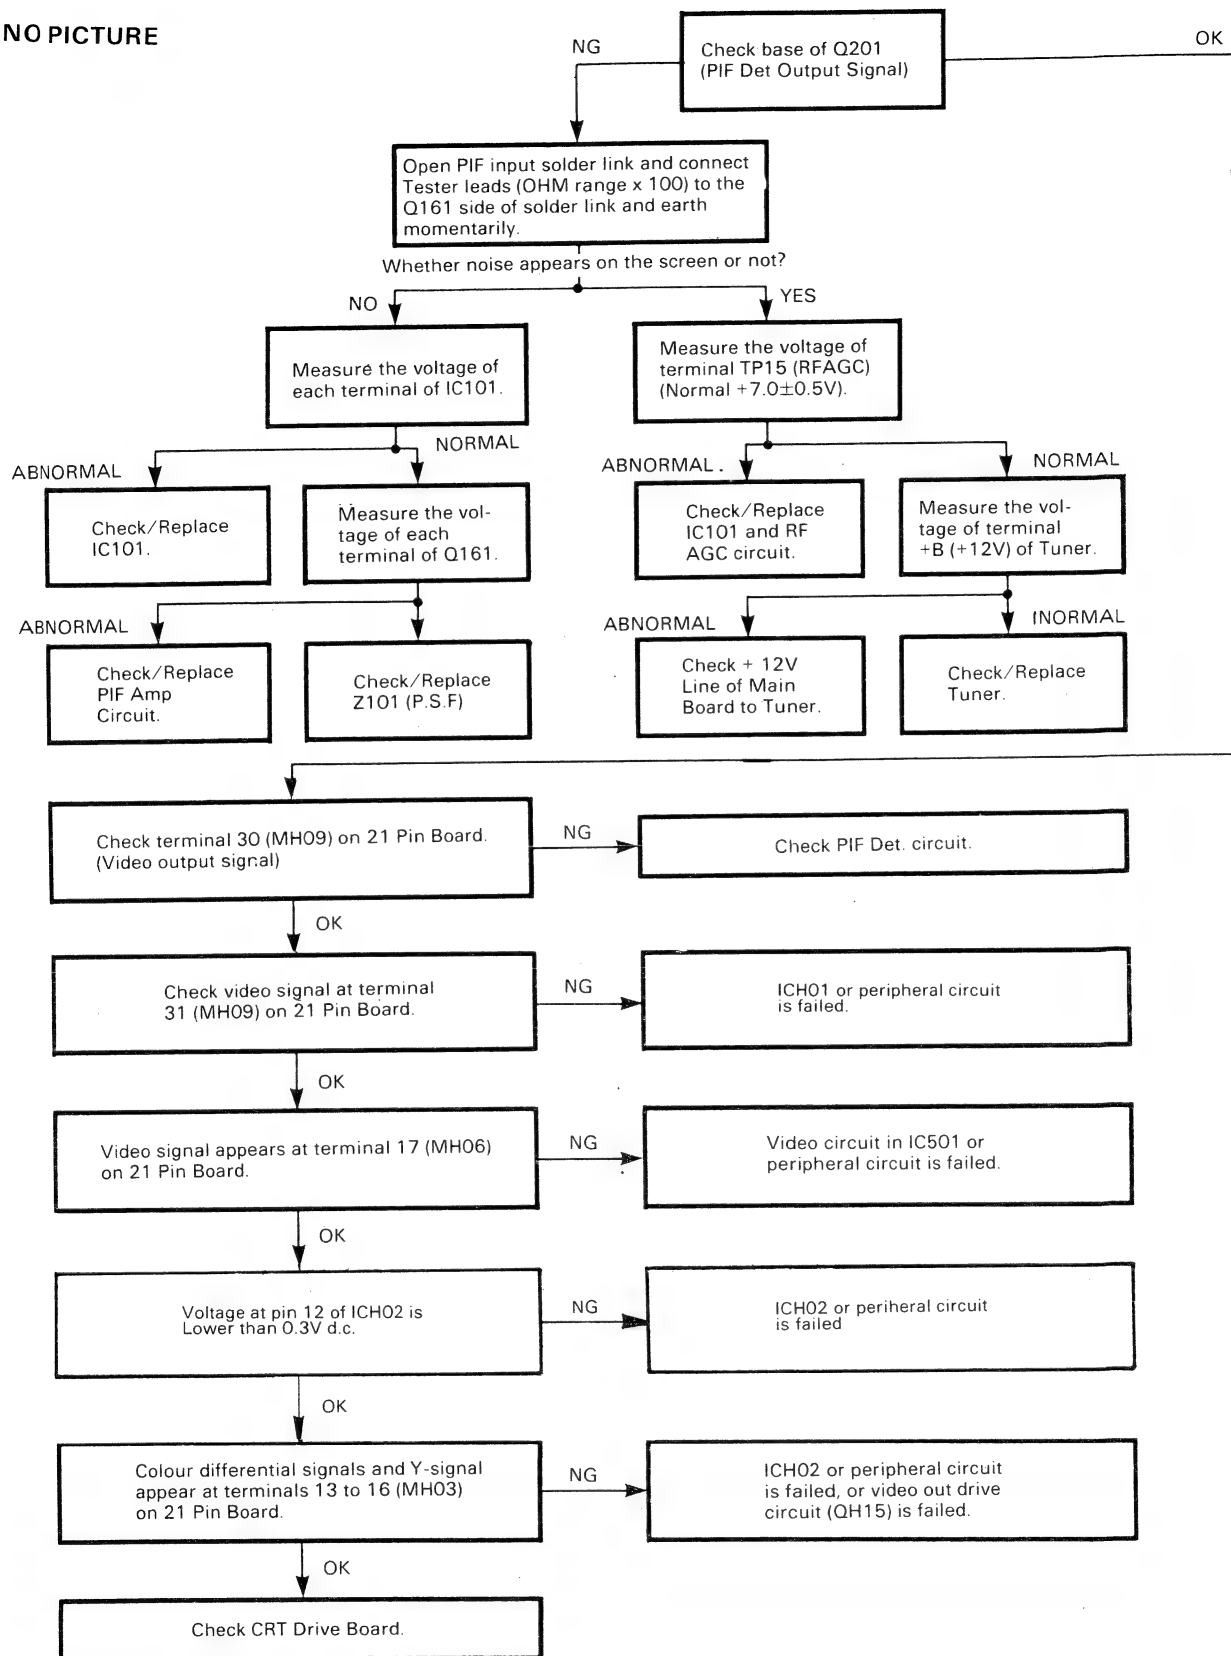 NO PICTURE
NG
Check base of Q201
(PIF Det Output Signal)
OK
Open PIF input solder link and connect
Tester leads (OHM range x 100) to the
Q161 side of solder link and earth
momentarily.
Whether noise appears on the screen or not?
NO
YES
Measure the voltage of
each terminal of IC101.
Measure the voltage of
terminal TP15 (RFAGC)
(Normal +7.0±0.5V).
ABNORMAL
NORMAL
ABNORMAL .
NORMAL
Check/Replace
IC101.
Measure the vol-
tage of each
terminal of Q161.
Check/Replace
IC101 and RF
AGC circuit.
Measure the vol-
tage of terminal
+B (+12V) of Tuner.
ABNORMAL
ABNORMAL
INORMAL
Check/Replace
PIF Amp
Circuit.
Check/Replace
Z101 (P.S.F)
Check + 12V
Line of Main
Board to Tuner.
Check/Replace
Tuner.
Check terminal 30 (MH09) on 21 Pin Board.
(Video output signal)
NG
Check PIF Det. circuit.
OK
Check video signal at terminal
31 (MH09) on 21 Pin Board.
NG
ICH01 or peripheral circuit
is failed.
OK
Video signal appears at terminal 17 (MH06)
on 21 Pin Board.
NG
Video circuit in IC501 or
peripheral circuit is failed.
OK
Voltage at pin 12 of ICH02 is
Lower than 0.3V d.c.
NG
ICH02 or periheral circuit
is failed
OK
Colour differential signals and Y-signal
appear at terminals 13 to 16 (MH03)
on 21 Pin Board.
NG
ICH02 or peripheral circuit
is failed, or video out drive
circuit (QH15) is failed.
OK
Check CRT Drive Board.